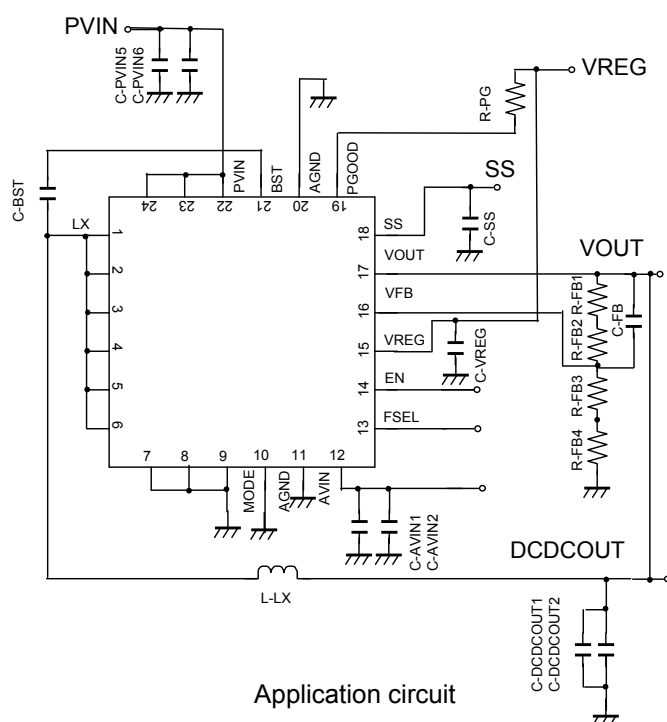 PVIN
C-PVIN5
C-PVIN6
VREG
R-PG
C-BST
PVIN
BST
AGND
PGOOD
24
23
22
21
20
19
SS
LX
1
2
3
4
5
6
SS
18
C-SS
VOUT
17
VOUT
VFB
16
R-FB1
R-FB2
C-FB
VREG
15
C-VREG
EN
14
R-FB3
FSEL
13
R-FB4
7
8
9
10
11
12
MODE
AGND
AVIN
C-AVIN1
C-AVIN2
DCDCOUT
L-LX
C-DCDCOUT1
C-DCDCOUT2
Application circuit